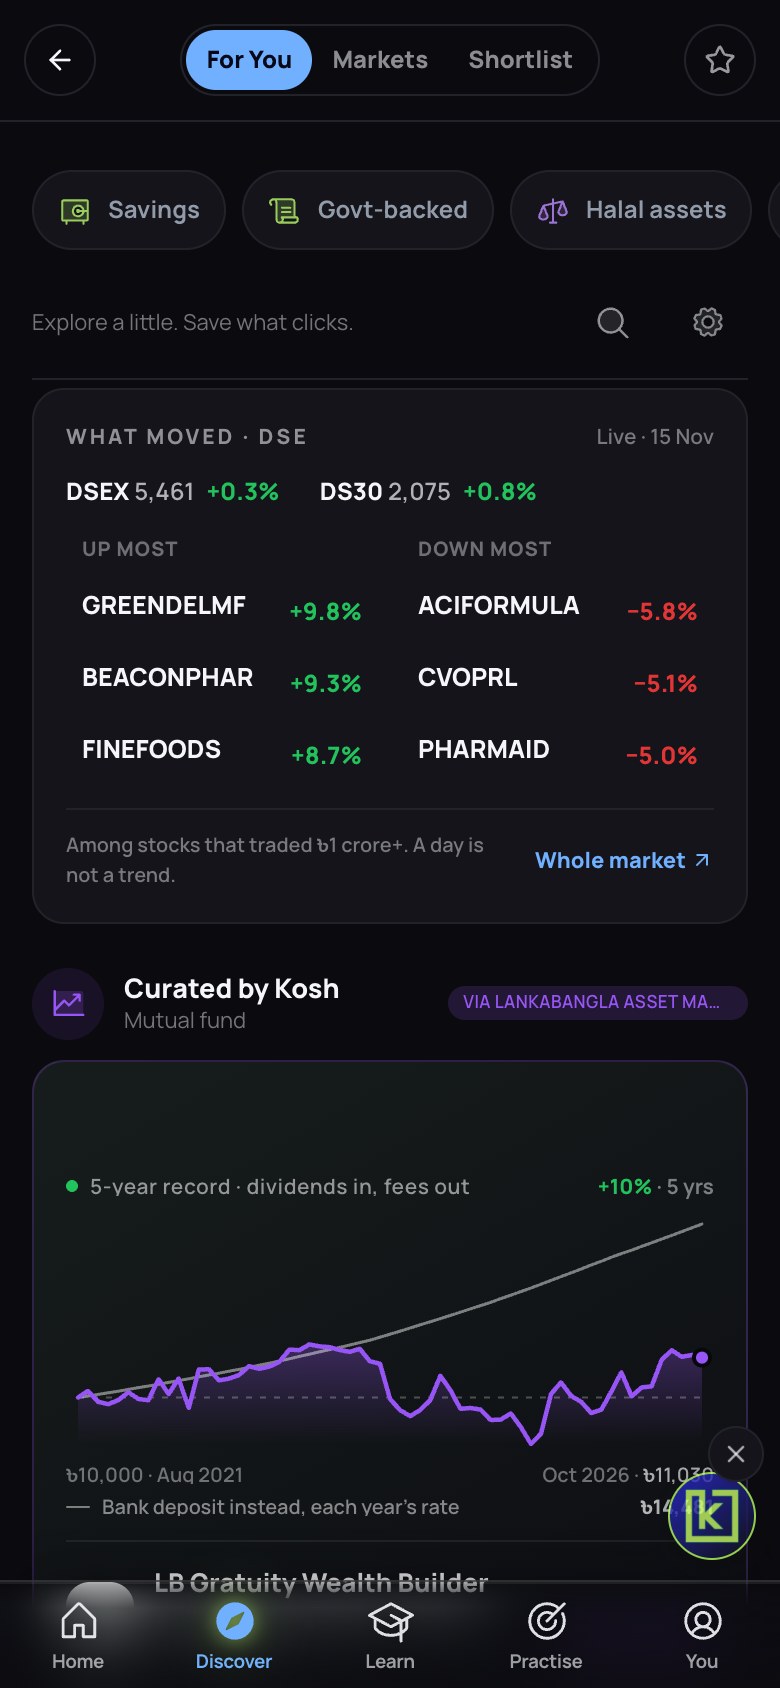 For You
Markets
Shortlist
Savings
Govt-backed
Halal assets
Explore a little. Save what clicks.
WHAT MOVED · DSE
Live · 15 Nov
DSEX 5,461 +0.3%
DS30 2,075 +0.8%
UP MOST
DOWN MOST
GREENDELMF +9.8%
ACIFORMULA −5.8%
BEACONPHAR +9.3%
CVOPRL −5.1%
FINEFOODS +8.7%
PHARMAID −5.0%
Among stocks that traded ৳1 crore+. A day is
not a trend.
Whole market ↗
Curated by Kosh
Mutual fund
VIA LANKABANGLA ASSET MA...
5-year record · dividends in, fees out
+10% · 5 yrs
৳10,000 · Aug 2021
Oct 2026 · ৳11,030
— Bank deposit instead, each year's rate
LB Gratuity Wealth Builder
Home
Discover
Learn
Practise
You